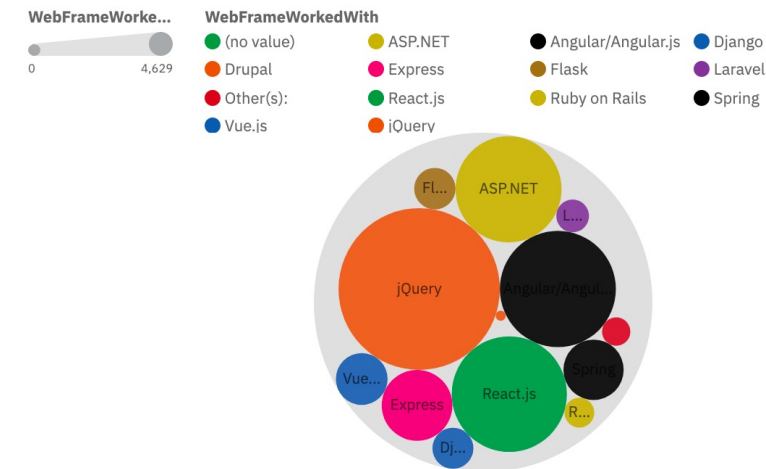 WebFrameWorke... WebFrameWorkedWith
(no value) ASP.NET Angular/Angular.js Django
0 4,629 Drupal Express Flask Laravel
Other(s): React.js Ruby on Rails Spring
Vue.js jQuery
Fl... ASP.NET
L...
jQuery Angular/Angul...
Spring
Vue... React.js
Express R...
Dj...